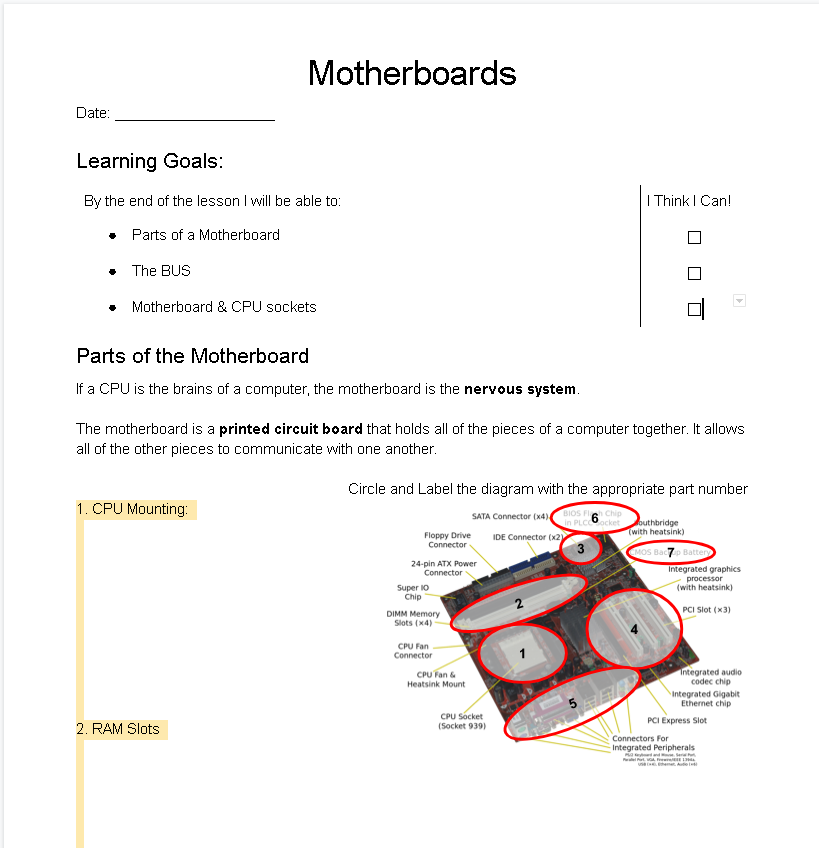 Motherboards
Date: ____________________
Learning Goals:
By the end of the lesson I will be able to:
I Think I Can!
● Parts of a Motherboard
● The BUS
● Motherboard & CPU sockets
Parts of the Motherboard
If a CPU is the brains of a computer, the motherboard is the nervous system.
The motherboard is a printed circuit board that holds all of the pieces of a computer together. It allows
all of the other pieces to communicate with one another.
Circle and Label the diagram with the appropriate part number
1. CPU Mounting:
2. RAM Slots
SATA Connector (x4)
BIOS Flash Chip
in PLCC Socket
6
Southbridge
(with heatsink)
Floppy Drive
Connector
IDE Connector (x2)
3
CMOS Backup Battery
7
24-pin ATX Power
Connector
Integrated graphics
processor
(with heatsink)
Super IO
Chip
2
DIMM Memory
Slots (×4)
PCI Slot (×3)
4
CPU Fan
Connector
1
CPU Fan &
Heatsink Mount
Integrated audio
codec chip
Integrated Gigabit
Ethernet chip
5
CPU Socket
(Socket 939)
PCI Express Slot
Connectors For
Integrated Peripherals
PS/2 Keyboard and Mouse, Serial Port,
Parallel Port, VGA, Firewire/IEEE 1394a,
USB (×4), Ethernet, Audio (×6)